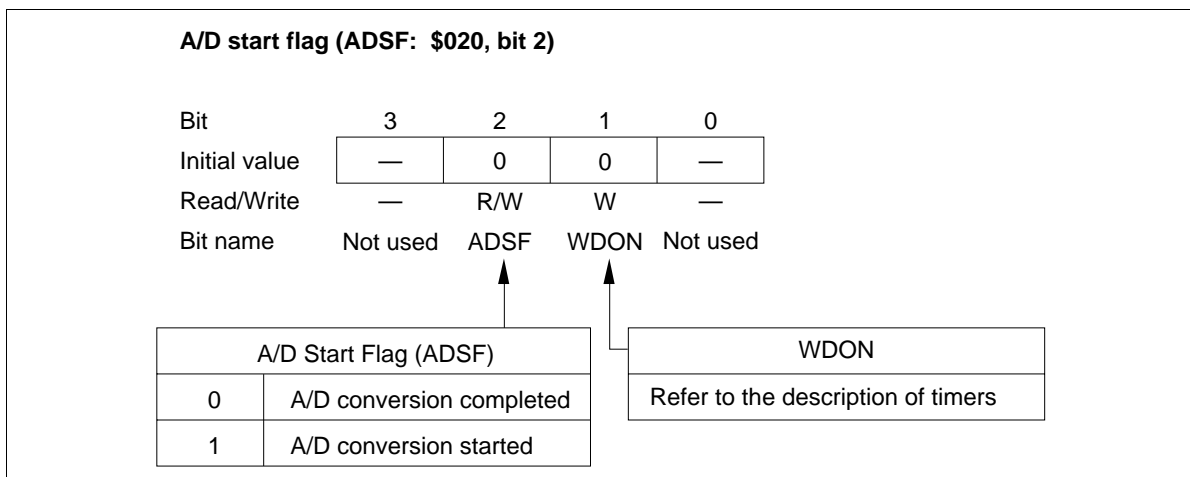 A/D start flag (ADSF: $020, bit 2)
Bit 3 2 1 0
Initial value — 0 0 —
Read/Write — R/W W —
Bit name Not used ADSF WDON Not used
A/D Start Flag (ADSF)
0 A/D conversion completed
1 A/D conversion started
WDON
Refer to the description of timers